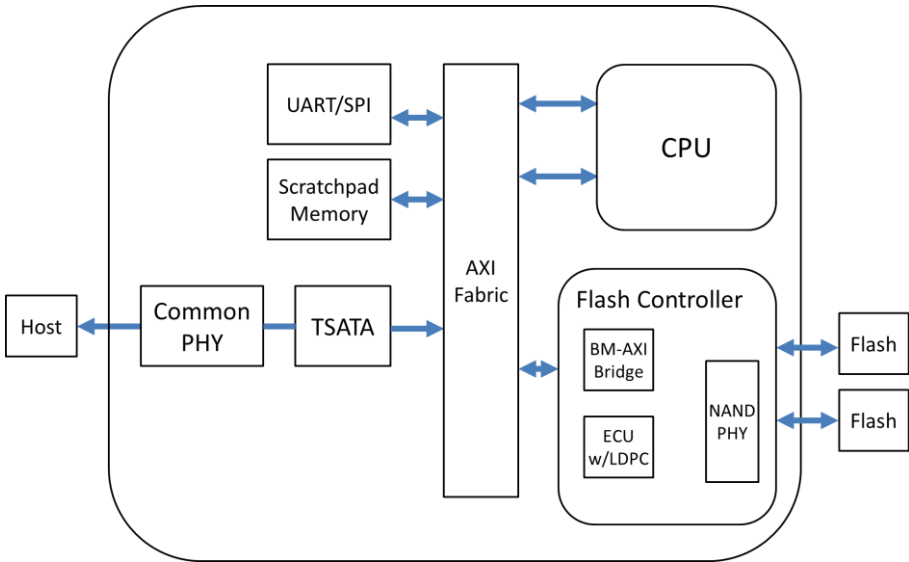 UART/SPI
Scratchpad
Memory
Host
Common
PHY
TSATA
AXI
Fabric
CPU
Flash Controller
BM-AXI
Bridge
ECU
w/LDPC
NAND
PHY
Flash
Flash